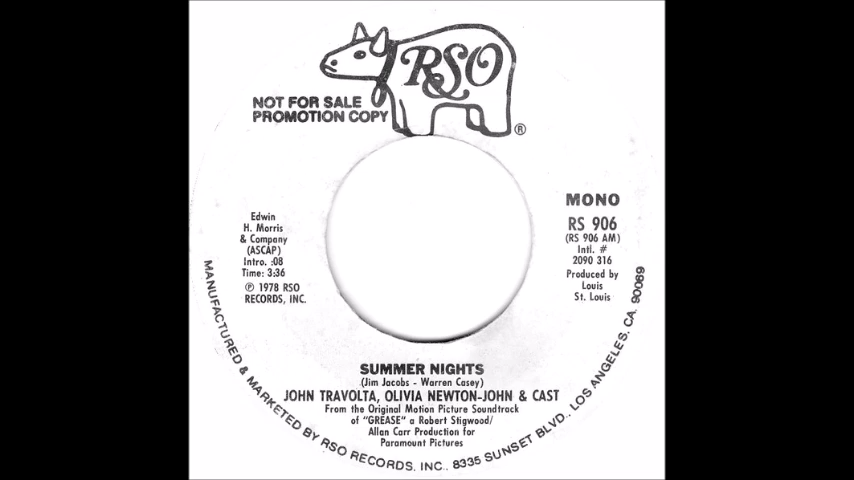 RSO
®
NOT FOR SALE
PROMOTION COPY
Edwin
H. Morris
& Company
(ASCAP)
Intro. :08
Time: 3:36
℗ 1978 RSO
RECORDS, INC.
MONO
RS 906
(RS 906 AM)
Intl. #
2090 316
Produced by
Louis
St. Louis
SUMMER NIGHTS
(Jim Jacobs - Warren Casey)
JOHN TRAVOLTA, OLIVIA NEWTON-JOHN & CAST
From the Original Motion Picture Soundtrack
of "GREASE" a Robert Stigwood/
Allan Carr Production for
Paramount Pictures
MANUFACTURED & MARKETED BY RSO RECORDS, INC., 8335 SUNSET BLVD., LOS ANGELES, CA. 90069